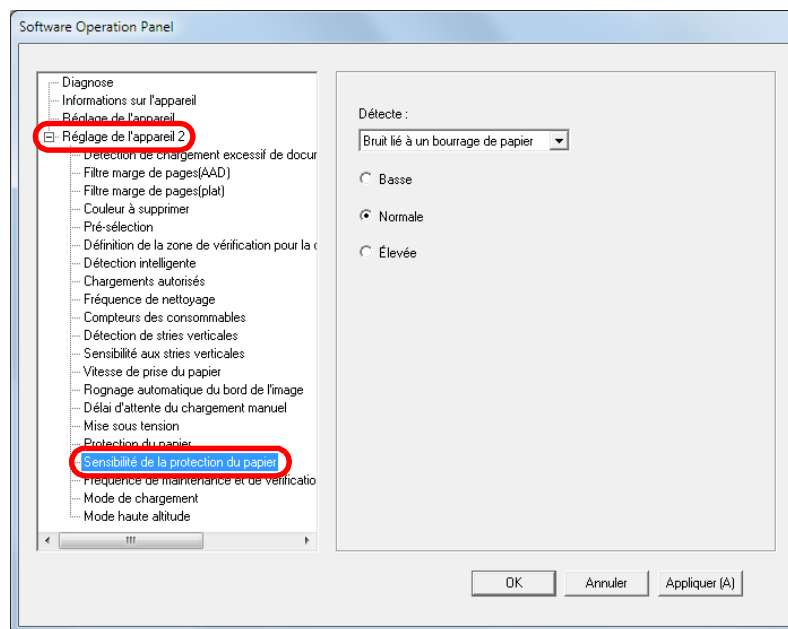 Software Operation Panel
Diagnose
Informations sur l'appareil
Réglage de l'appareil
Réglage de l'appareil 2
Détection de chargement excessif de docur
Filtre marge de pages(AAD)
Filtre marge de pages(plat)
Couleur à supprimer
Pré-sélection
Définition de la zone de vérification pour la c
Détection intelligente
Chargements autorisés
Fréquence de nettoyage
Compteurs des consommables
Détection de stries verticales
Sensibilité aux stries verticales
Vitesse de prise du papier
Rognage automatique du bord de l'image
Délai d'attente du chargement manuel
Mise sous tension
Protection du papier
Sensibilité de la protection du papier
Fréquence de maintenance et de vérificatio
Mode de chargement
Mode haute altitude
Détecte :
Bruit lié à un bourrage de papier
Basse
Normale
Élevée
OK
Annuler
Appliquer (A)